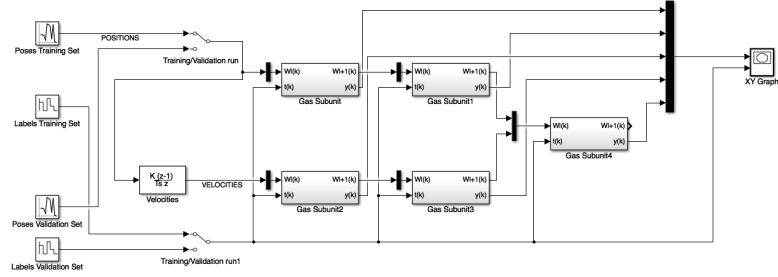 POSITIONS
Poses Training Set
Training/Validation run
Labels Training Set
Wl(k) Wl+1(k)
t(k) y(k)
Gas Subunit
Wl(k) Wl+1(k)
t(k) y(k)
Gas Subunit1
XY Graph
Wl(k) Wl+1(k)
t(k) y(k)
Gas Subunit4
K (z-1)
Ts z
Velocities
VELOCITIES
Wl(k) Wl+1(k)
t(k) y(k)
Gas Subunit2
Wl(k) Wl+1(k)
t(k) y(k)
Gas Subunit3
Poses Validation Set
Labels Validation Set
Training/Validation run1